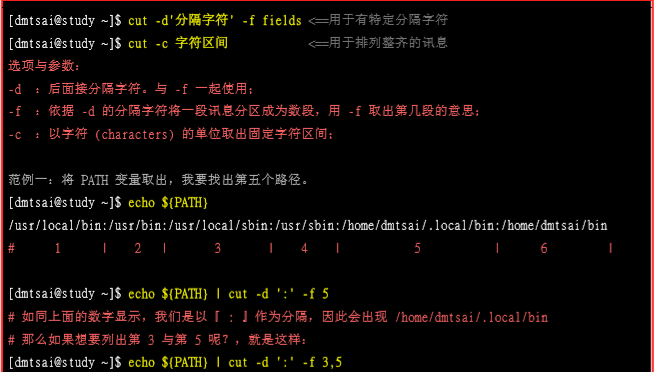 [dmtsai@study ~]$ cut -d'分隔字符' -f fields <==用于有特定分隔字符
[dmtsai@study ~]$ cut -c 字符区间 <==用于排列整齐的讯息
选项与参数：
-d ：后面接分隔字符。与 -f 一起使用；
-f ：依据 -d 的分隔字符将一段讯息分区成为数段，用 -f 取出第几段的意思；
-c ：以字符 (characters) 的单位取出固定字符区间；
范例一：将 PATH 变量取出，我要找出第五个路径。
[dmtsai@study ~]$ echo ${PATH}
/usr/local/bin:/usr/bin:/usr/local/sbin:/usr/sbin:/home/dmtsai/.local/bin:/home/dmtsai/bin
# 1 | 2 | 3 | 4 | 5 | 6 |
[dmtsai@study ~]$ echo ${PATH} | cut -d ':' -f 5
# 如同上面的数字显示，我们是以『 : 』作为分隔，因此会出现 /home/dmtsai/.local/bin
# 那么如果想要列出第 3 与第 5 呢？，就是这样：
[dmtsai@study ~]$ echo ${PATH} | cut -d ':' -f 3,5